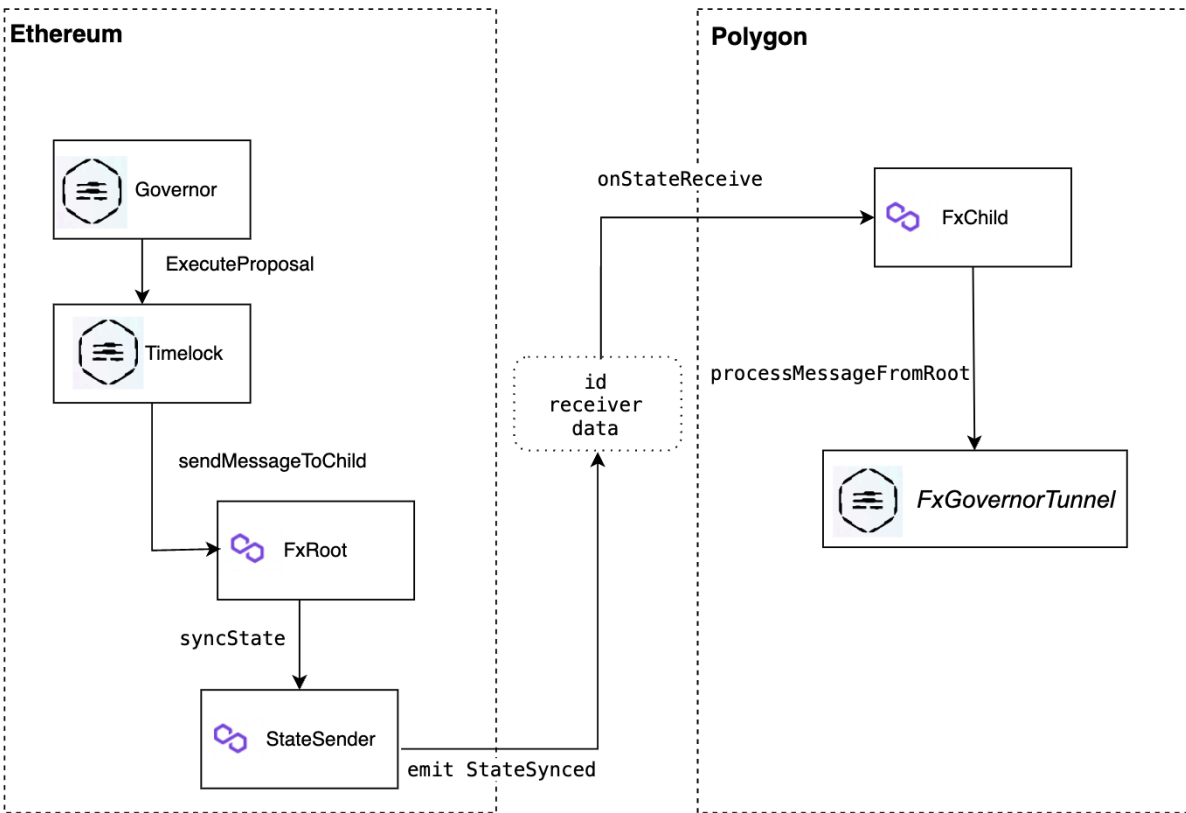 Ethereum
Governor
ExecuteProposal
Timelock
sendMessageToChild
FxRoot
syncState
StateSender
emit StateSynced
id
receiver
data
onStateReceive
Polygon
FxChild
processMessageFromRoot
FxGovernorTunnel